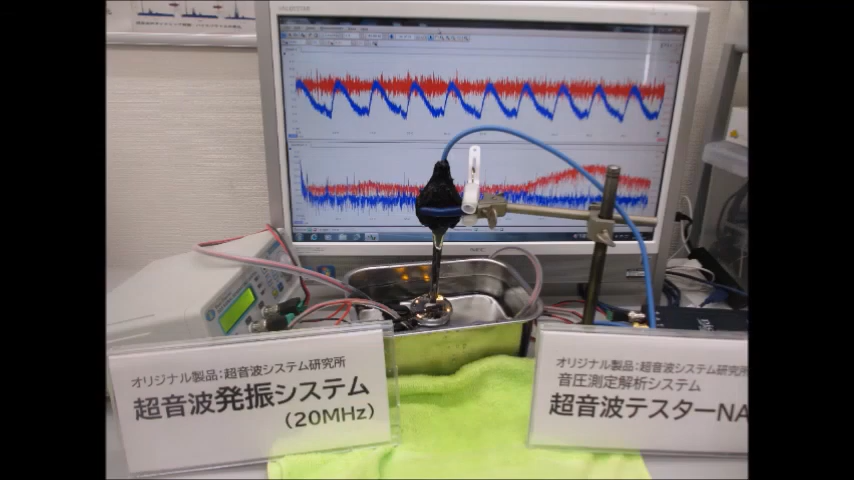 オリジナル製品：超音波システム研究所
超音波発振システム
（20MHz）
オリジナル製品：超音波システム研究所
音圧測定解析システム
超音波テスターNA
NEC